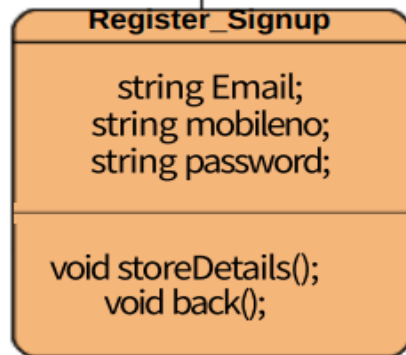 Register_Signup
string Email;
string mobileno;
string password;
void storeDetails();
void back();